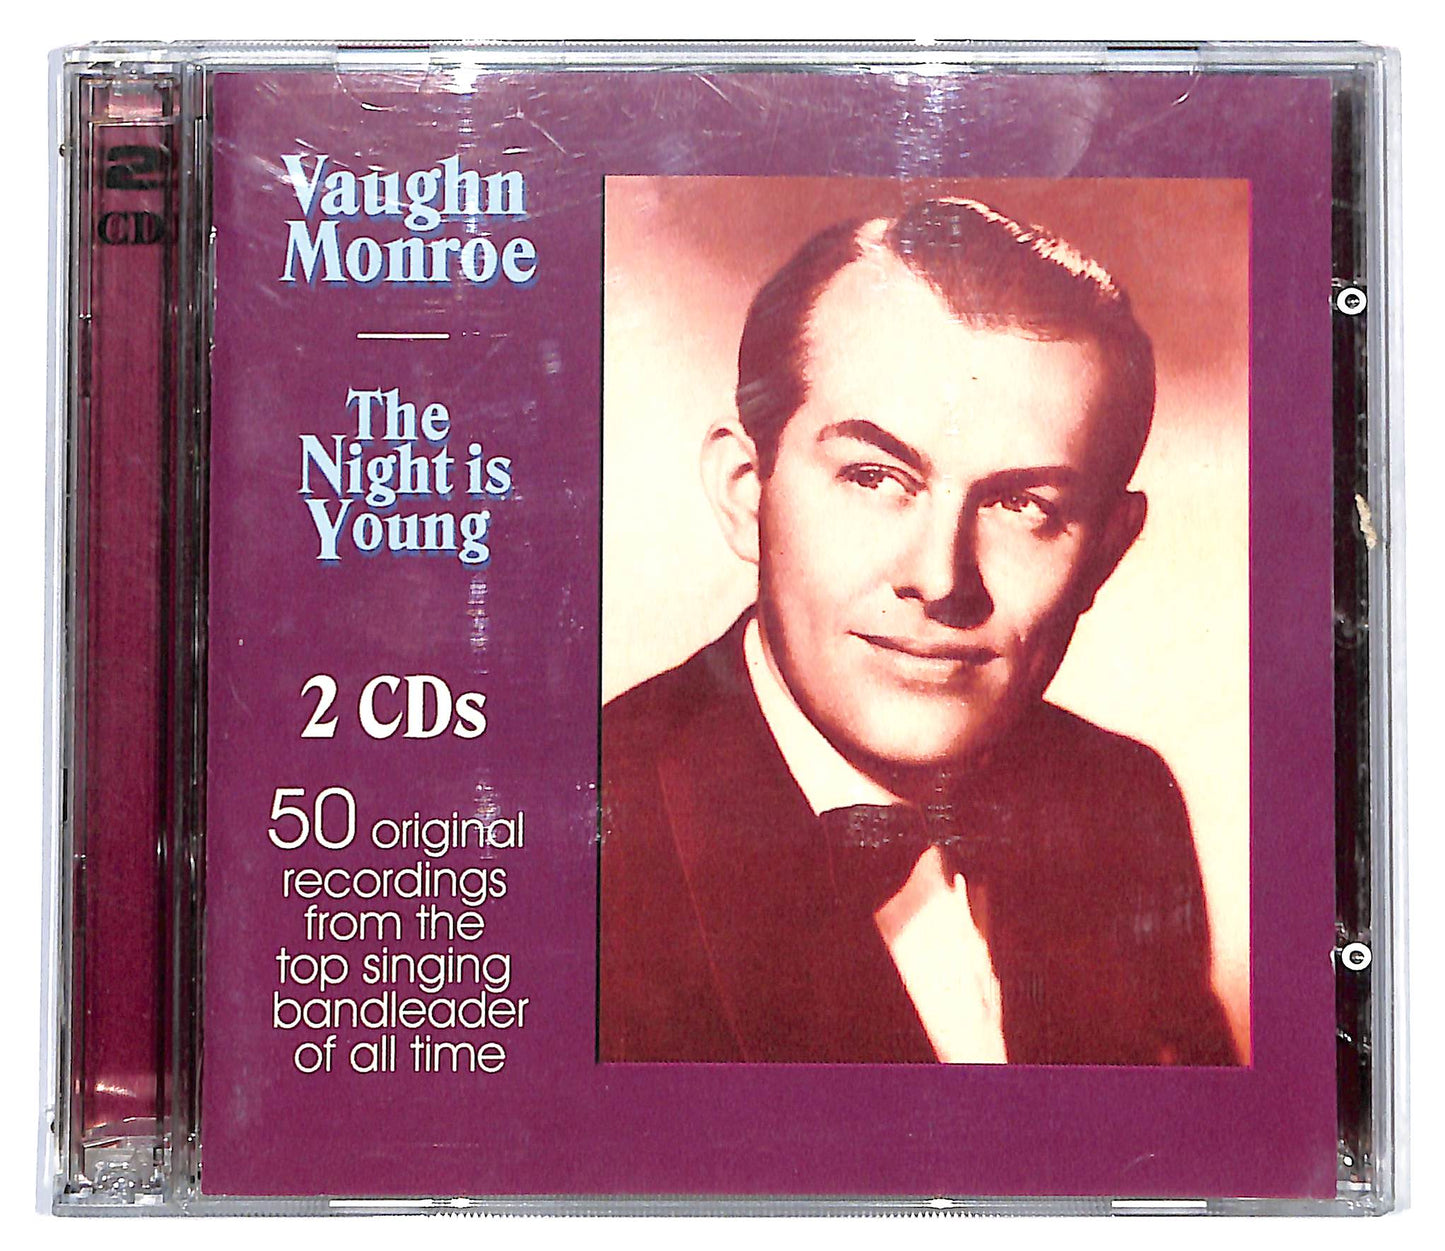 2
CD
Vaughn
Monroe
The
Night is
Young
2 CDs
50 original
recordings
from the
top singing
bandleader
of all time